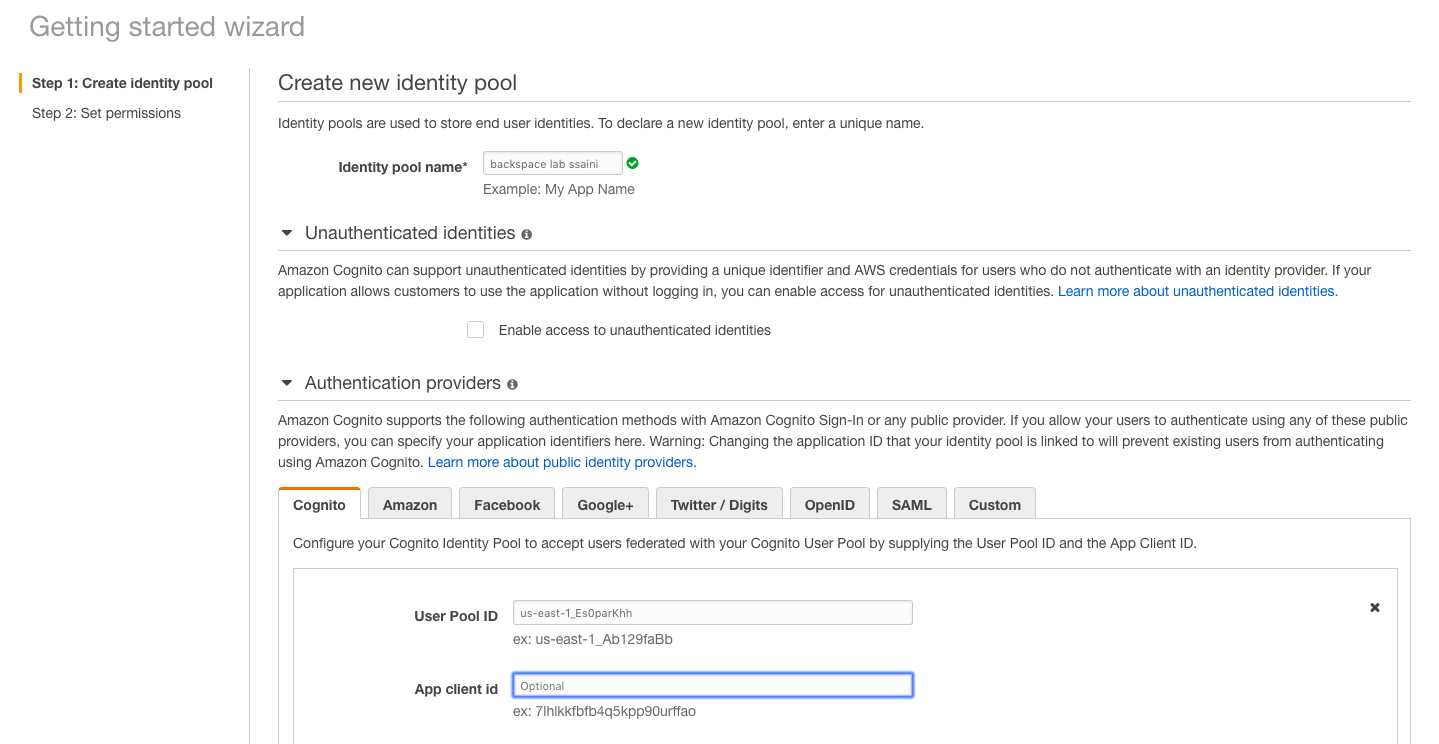 Getting started wizard
Step 1: Create identity pool
Step 2: Set permissions
Create new identity pool
Identity pools are used to store end user identities. To declare a new identity pool, enter a unique name.
Identity pool name*
backspace lab ssaini
Example: My App Name
Unauthenticated identities
Amazon Cognito can support unauthenticated identities by providing a unique identifier and AWS credentials for users who do not authenticate with an identity provider. If your
application allows customers to use the application without logging in, you can enable access for unauthenticated identities. Learn more about unauthenticated identities.
Enable access to unauthenticated identities
Authentication providers
Amazon Cognito supports the following authentication methods with Amazon Cognito Sign-In or any public provider. If you allow your users to authenticate using any of these public
providers, you can specify your application identifiers here. Warning: Changing the application ID that your identity pool is linked to will prevent existing users from authenticating
using Amazon Cognito. Learn more about public identity providers.
Cognito Amazon Facebook Google+ Twitter / Digits OpenID SAML Custom
Configure your Cognito Identity Pool to accept users federated with your Cognito User Pool by supplying the User Pool ID and the App Client ID.
User Pool ID
us-east-1_Es0parKhh
ex: us-east-1_Ab129faBb
App client id
Optional
ex: 7lhlkkfbfb4q5kpp90urffao